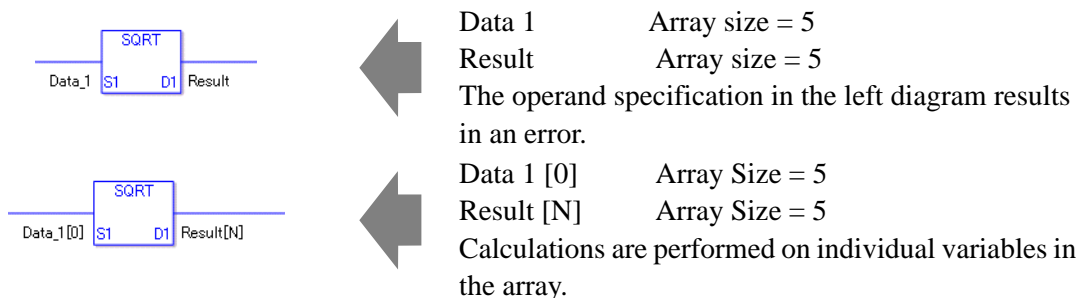 SQRT
Data_1 S1 D1 Result
Data 1 Array size = 5
Result Array size = 5
The operand specification in the left diagram results
in an error.
SQRT
Data_1[0] S1 D1 Result[N]
Data 1 [0] Array Size = 5
Result [N] Array Size = 5
Calculations are performed on individual variables in
the array.